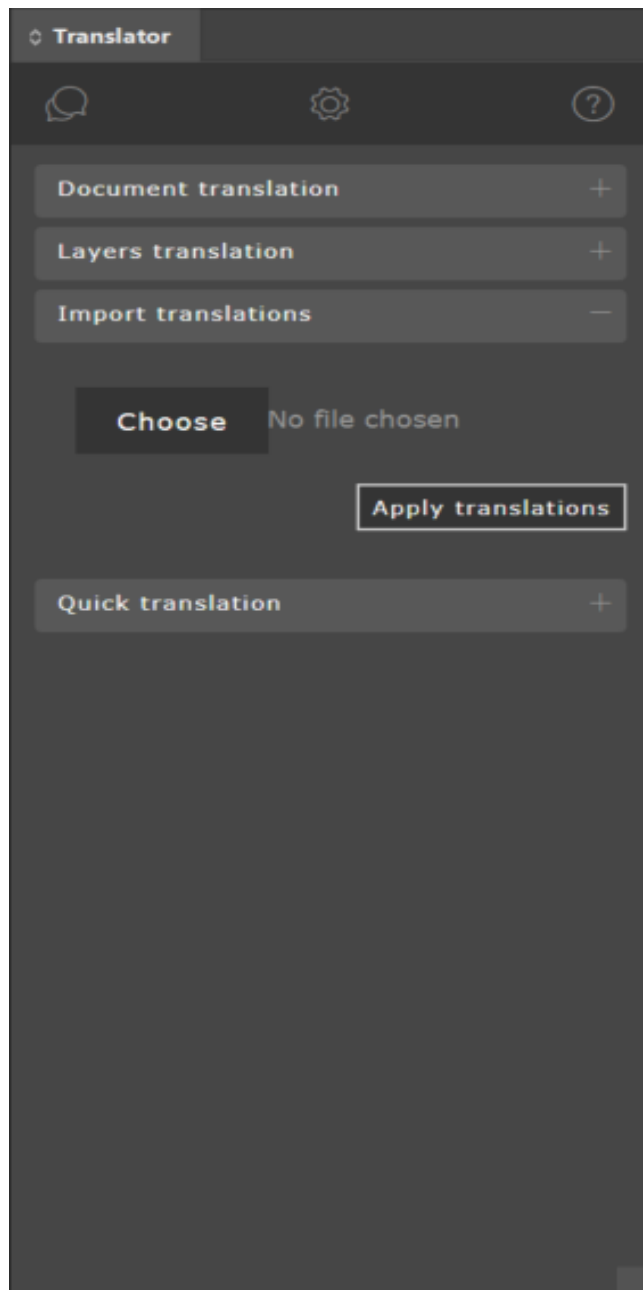 Translator
?
Document translation
Layers translation
Import translations
Choose No file chosen
Apply translations
Quick translation